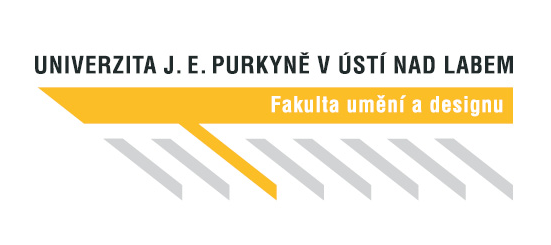 UNIVERZITA J. E. PURKYNĚ V ÚSTÍ NAD LABEM
Fakulta umění a designu